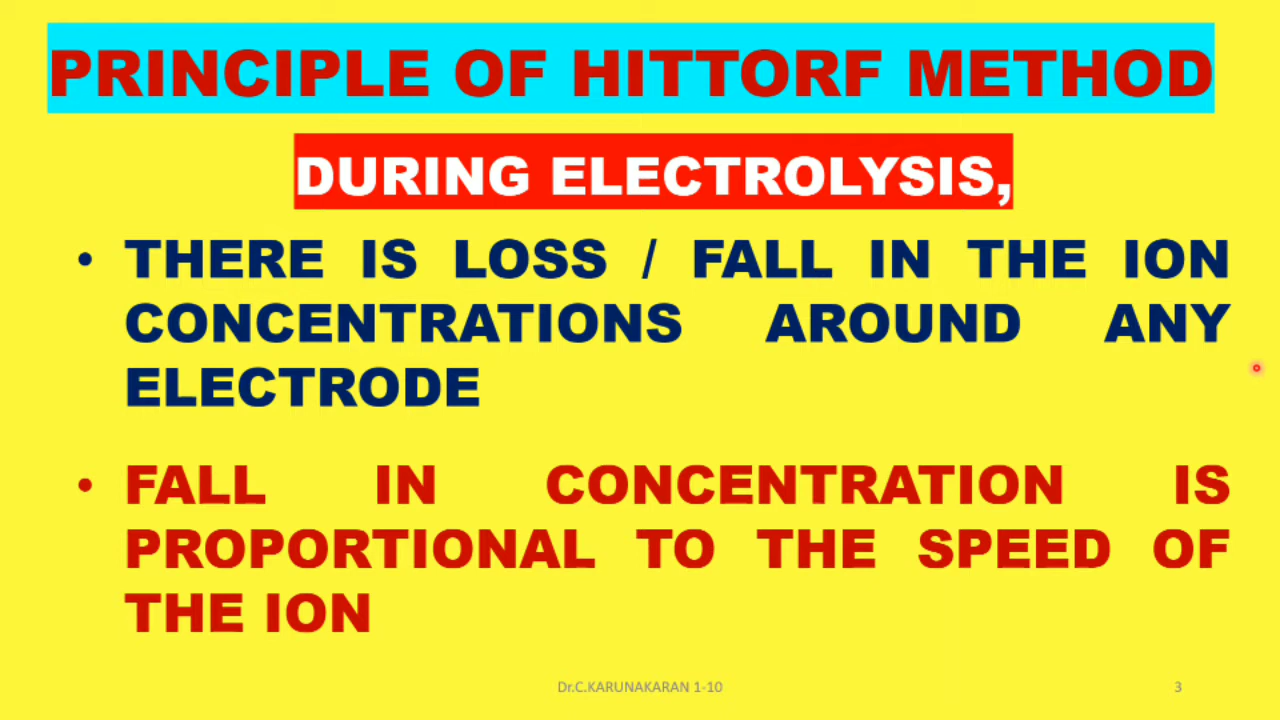 PRINCIPLE OF HITTORF METHOD
DURING ELECTROLYSIS,
• THERE IS LOSS / FALL IN THE ION
CONCENTRATIONS AROUND ANY
ELECTRODE
• FALL IN CONCENTRATION IS
PROPORTIONAL TO THE SPEED OF
THE ION
Dr.C.KARUNAKARAN 1-10
3